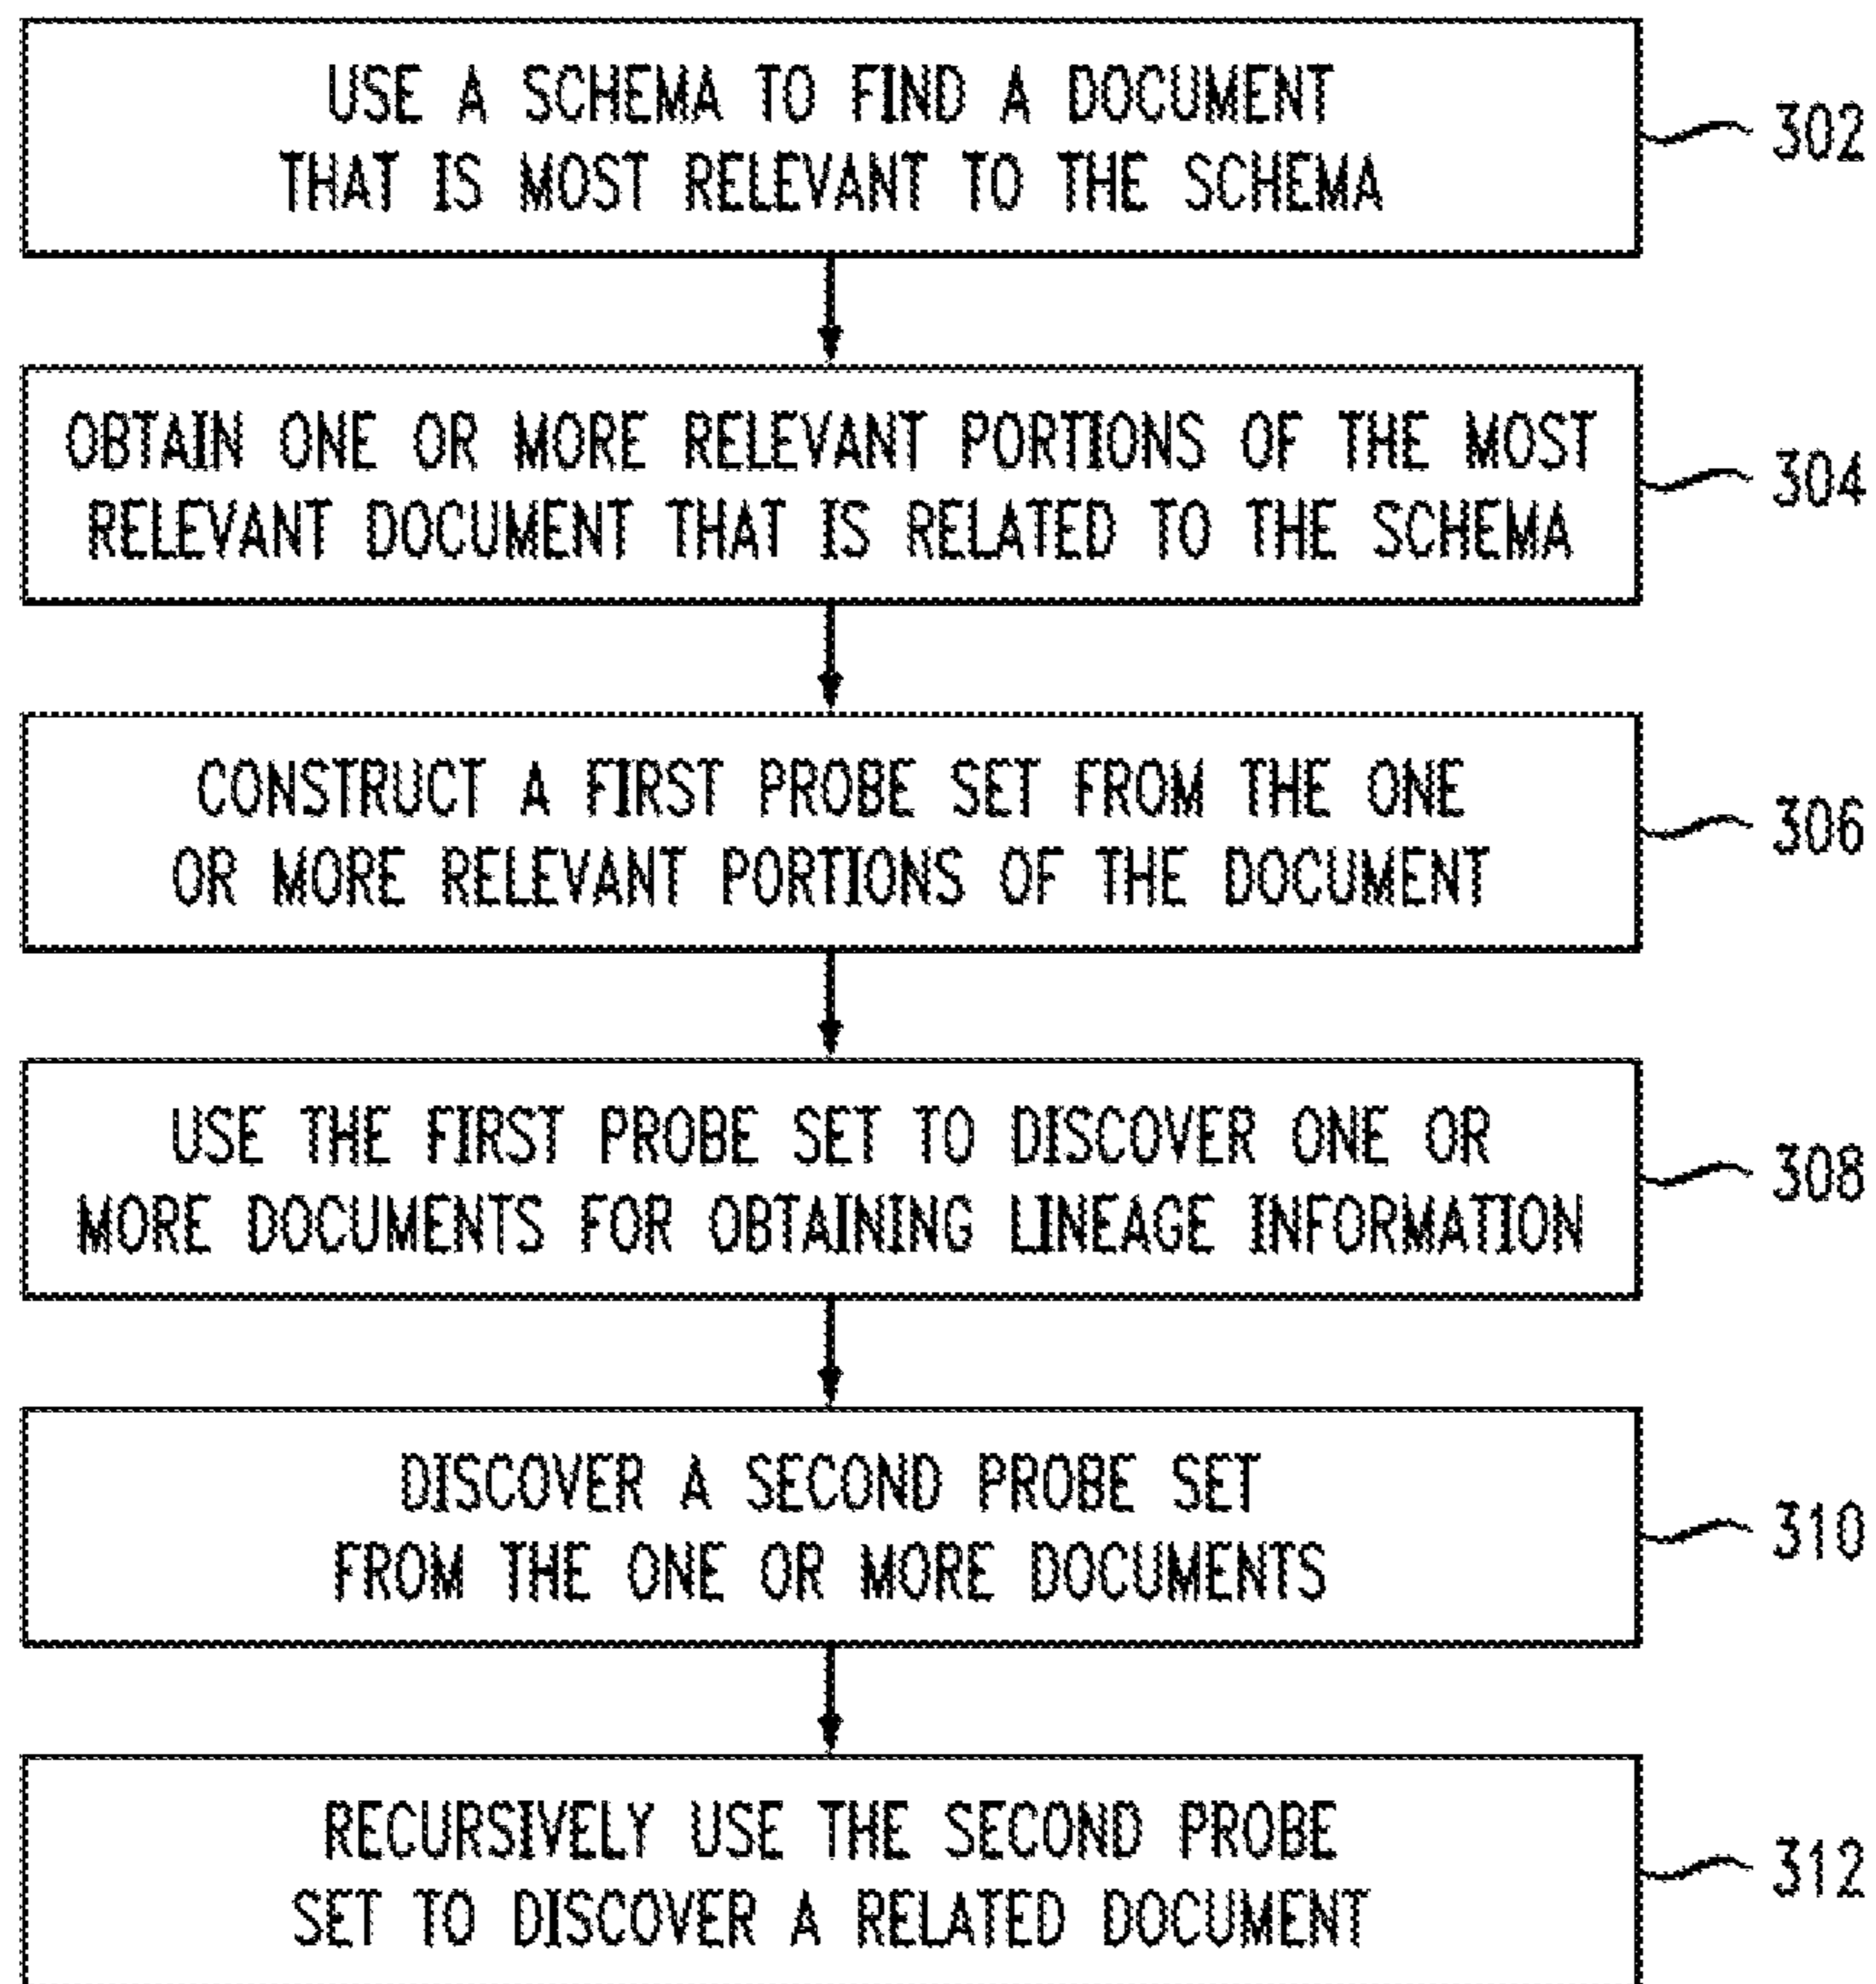 USE A SCHEMA TO FIND A DOCUMENT
THAT IS MOST RELEVANT TO THE SCHEMA
302
OBTAIN ONE OR MORE RELEVANT PORTIONS OF THE MOST
RELEVANT DOCUMENT THAT IS RELATED TO THE SCHEMA
304
CONSTRUCT A FIRST PROBE SET FROM THE ONE
OR MORE RELEVANT PORTIONS OF THE DOCUMENT
306
USE THE FIRST PROBE SET TO DISCOVER ONE OR
MORE DOCUMENTS FOR OBTAINING LINEAGE INFORMATION
308
DISCOVER A SECOND PROBE SET
FROM THE ONE OR MORE DOCUMENTS
310
RECURSIVELY USE THE SECOND PROBE
SET TO DISCOVER A RELATED DOCUMENT
312